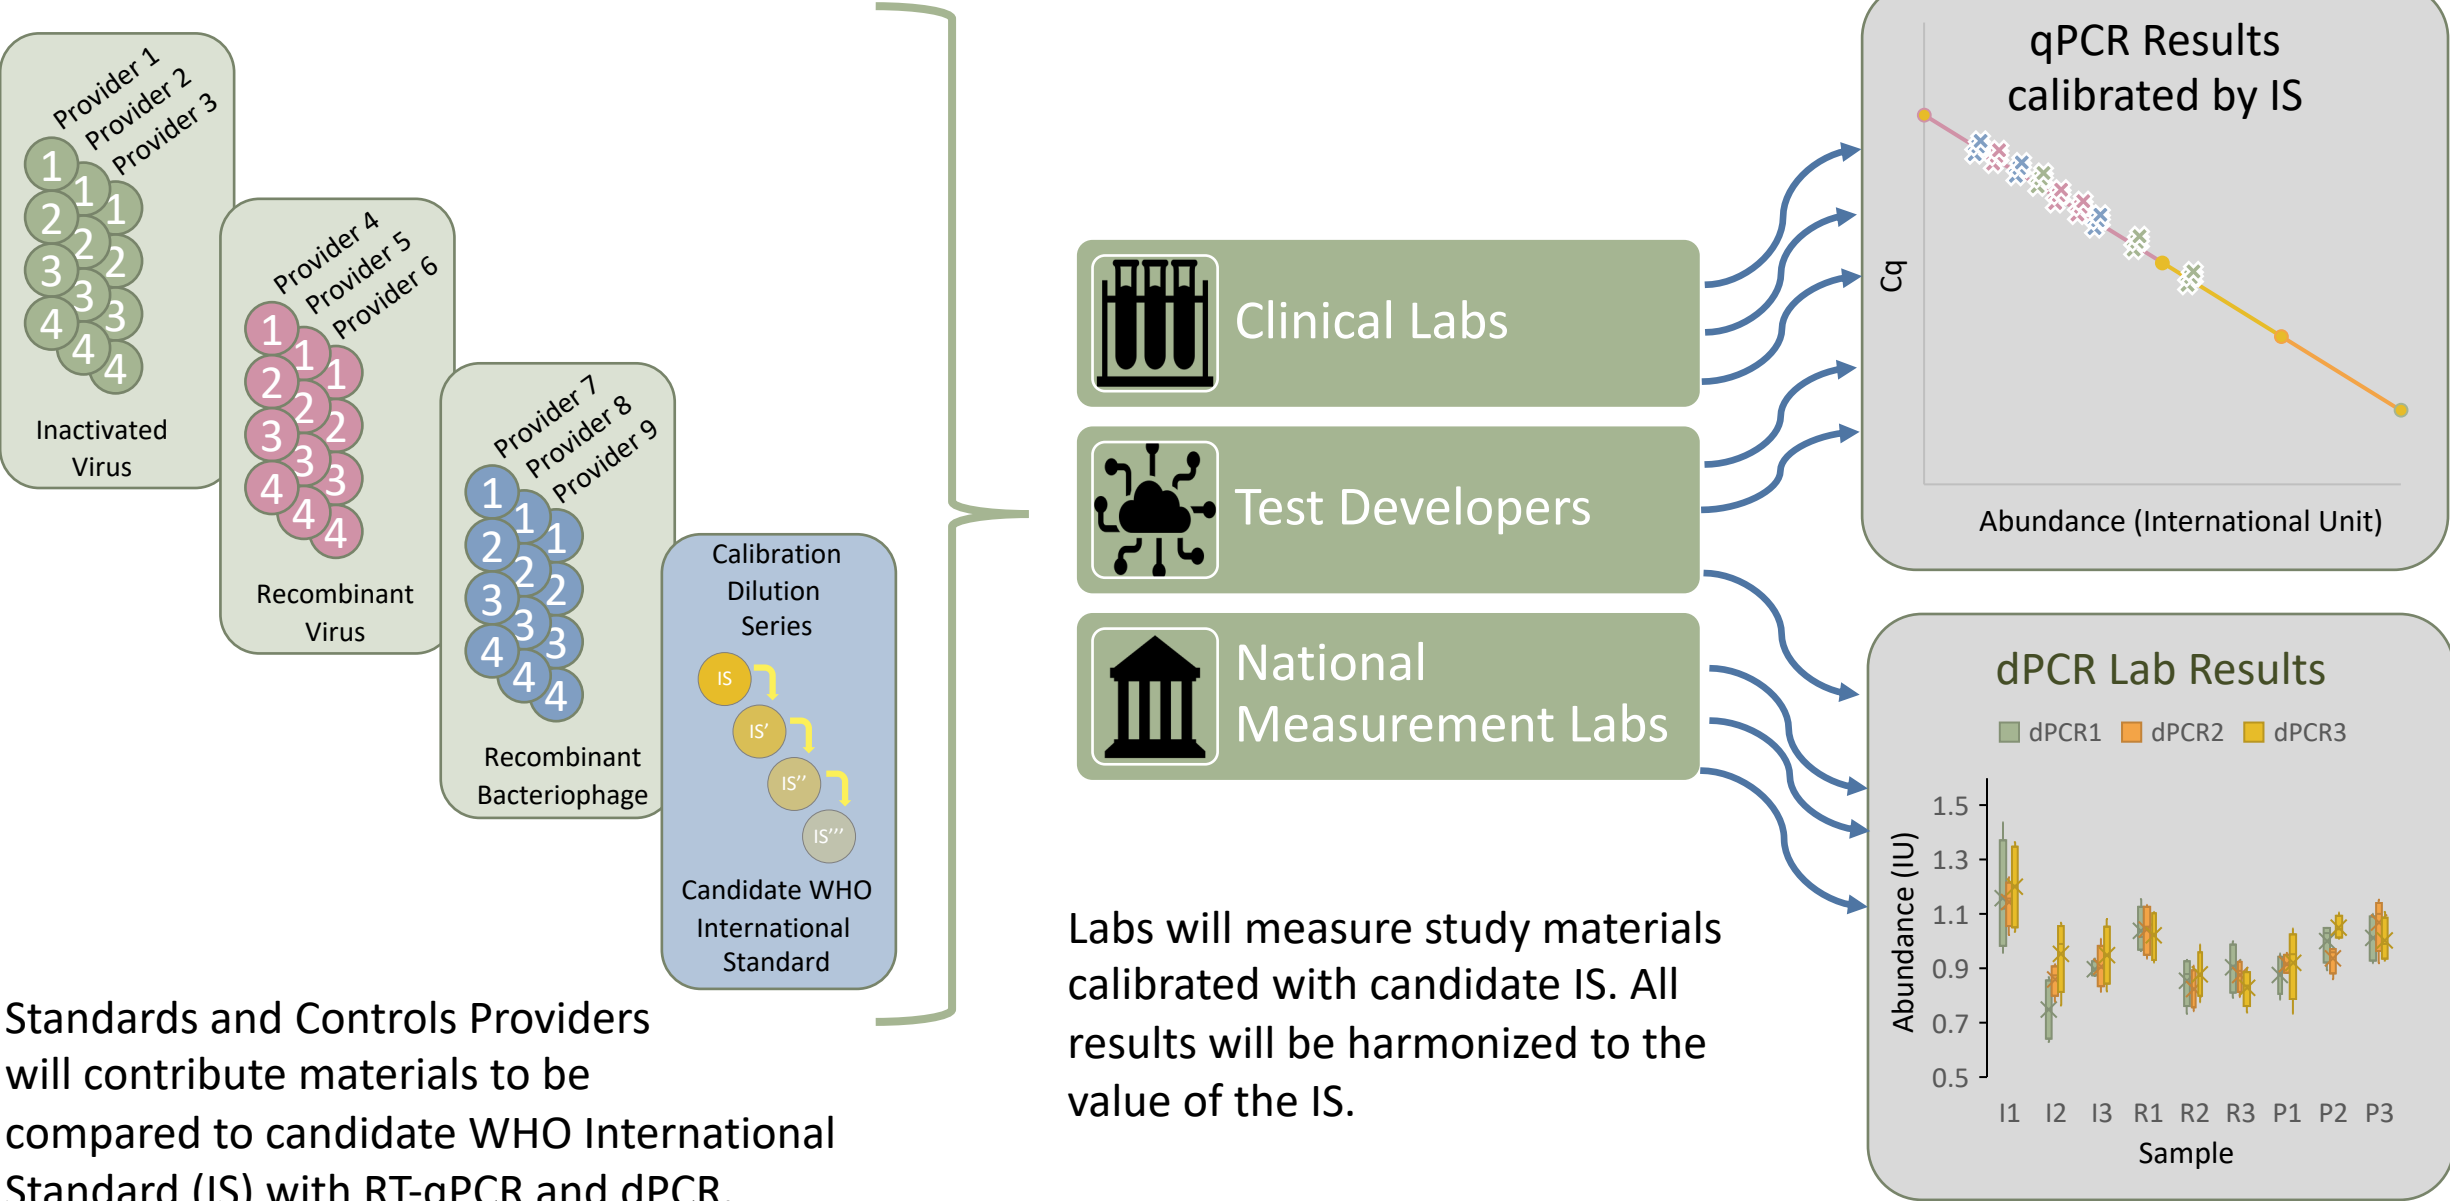 Provider 1
Provider 2
Provider 3
1
2
3
4
1
2
3
4
1
2
3
4
Inactivated
Virus
Provider 4
Provider 5
Provider 6
1
2
3
4
1
2
3
4
1
2
3
4
Recombinant
Virus
Provider 7
Provider 8
Provider 9
1
2
3
4
1
2
3
4
1
2
3
4
Recombinant
Bacteriophage
Calibration
Dilution
Series
IS
IS'
IS''
IS'''
Candidate WHO
International
Standard
Standards and Controls Providers
will contribute materials to be
compared to candidate WHO International
Standard (IS) with RT-qPCR and dPCR.
Clinical Labs
Test Developers
National
Measurement Labs
Labs will measure study materials
calibrated with candidate IS. All
results will be harmonized to the
value of the IS.
qPCR Results
calibrated by IS
Cq
Abundance (International Unit)
dPCR Lab Results
dPCR1 dPCR2 dPCR3
Abundance (IU)
1.5
1.3
1.1
0.9
0.7
0.5
I1 I2 I3 R1 R2 R3 P1 P2 P3
Sample